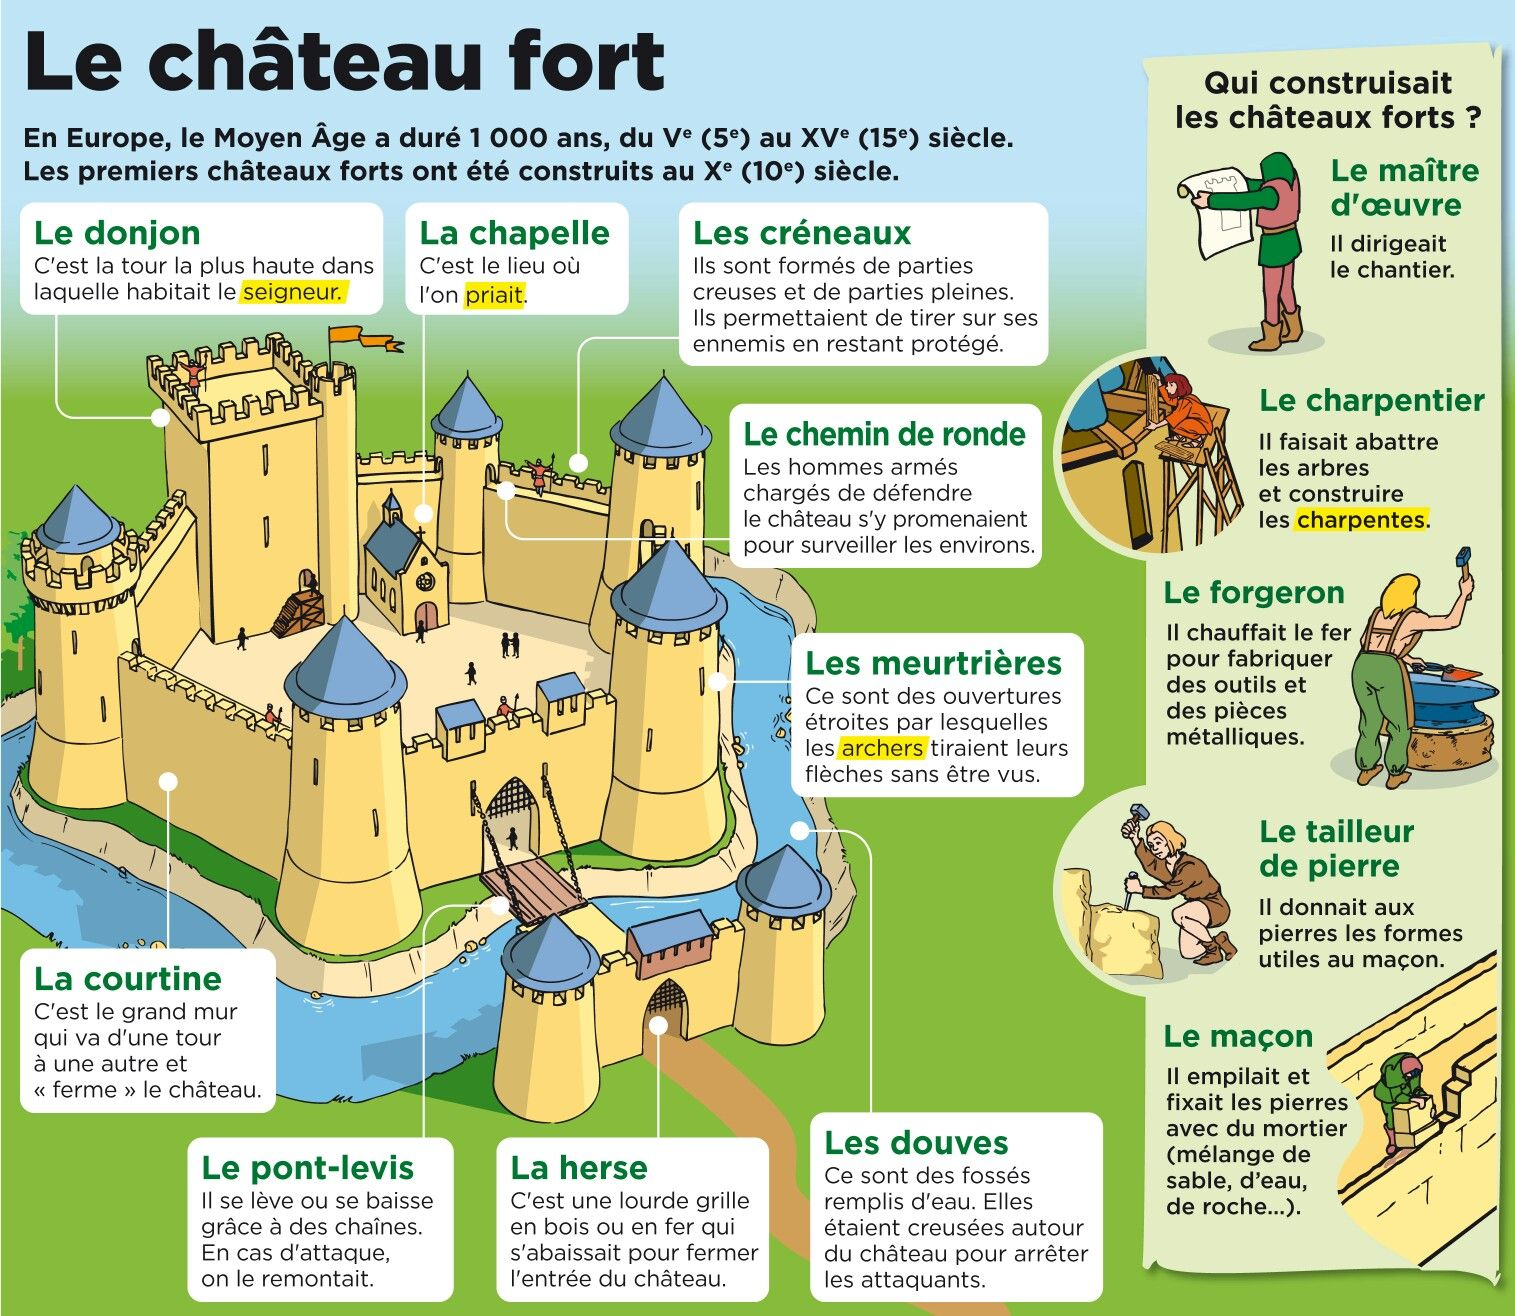 Le château fort
En Europe, le Moyen Âge a duré 1 000 ans, du Vᵉ (5ᵉ) au XVᵉ (15ᵉ) siècle.
Les premiers châteaux forts ont été construits au Xᵉ (10ᵉ) siècle.
Le donjon
C'est la tour la plus haute dans
laquelle habitait le seigneur.
La chapelle
C'est le lieu où
l'on priait.
Les créneaux
Ils sont formés de parties
creuses et de parties pleines.
Ils permettaient de tirer sur ses
ennemis en restant protégé.
Le chemin de ronde
Les hommes armés
chargés de défendre
le château s'y promenaient
pour surveiller les environs.
Les meurtrières
Ce sont des ouvertures
étroites par lesquelles
les archers tiraient leurs
flèches sans être vus.
La courtine
C'est le grand mur
qui va d'une tour
à une autre et
« ferme » le château.
Le pont-levis
Il se lève ou se baisse
grâce à des chaînes.
En cas d'attaque,
on le remontait.
La herse
C'est une lourde grille
en bois ou en fer qui
s'abaissait pour fermer
l'entrée du château.
Les douves
Ce sont des fossés
remplis d'eau. Elles
étaient creusées autour
du château pour arrêter
les attaquants.
Qui construisait
les châteaux forts ?
Le maître
d'œuvre
Il dirigeait
le chantier.
Le charpentier
Il faisait abattre
les arbres
et construire
les charpentes.
Le forgeron
Il chauffait le fer
pour fabriquer
des outils et
des pièces
métalliques.
Le tailleur
de pierre
Il donnait aux
pierres les formes
utiles au maçon.
Le maçon
Il empilait et
fixait les pierres
avec du mortier
(mélange de
sable, d’eau,
de roche...).